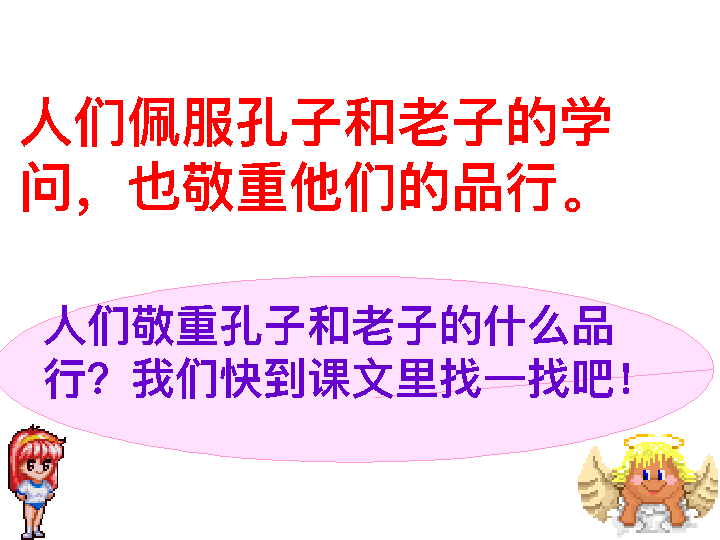 人们佩服孔子和老子的学
问，也敬重他们的品行。
人们敬重孔子和老子的什么品
行？我们快到课文里找一找吧！